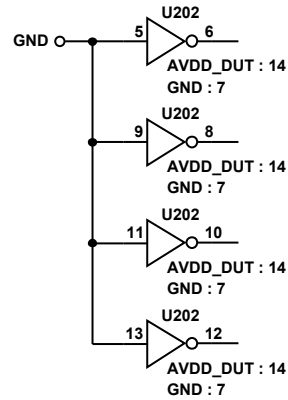 U202
GND 5 6
AVDD_DUT : 14
GND : 7
U202
9 8
AVDD_DUT : 14
GND : 7
U202
11 10
AVDD_DUT : 14
GND : 7
U202
13 12
AVDD_DUT : 14
GND : 7